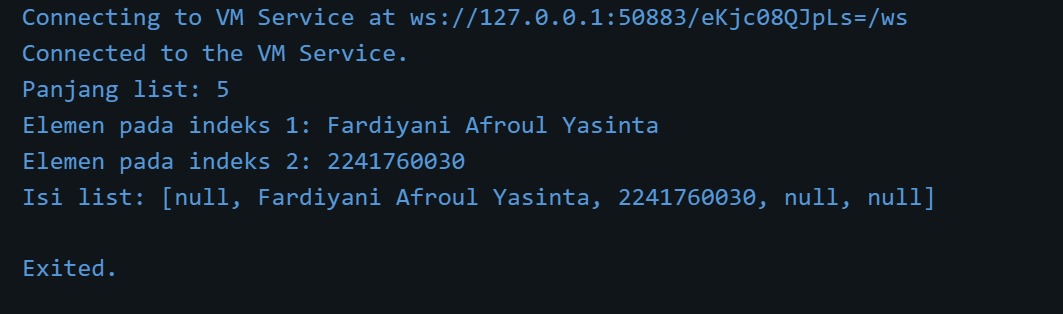 Connecting to VM Service at ws://127.0.0.1:50883/eKjc08QJpLs=/ws
Connected to the VM Service.
Panjang list: 5
Elemen pada indeks 1: Fardiyani Afroul Yasinta
Elemen pada indeks 2: 2241760030
Isi list: [null, Fardiyani Afroul Yasinta, 2241760030, null, null]
Exited.